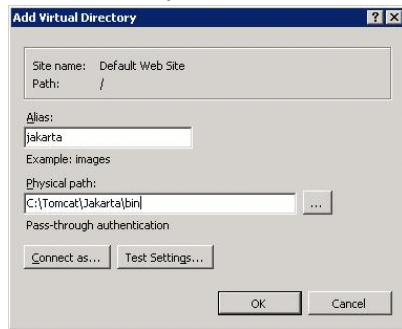 Add Virtual Directory
Site name: Default Web Site
Path: /
Alias:
jakarta
Example: images
Physical path:
C:\Tomcat\Jakarta\bin
...
Pass-through authentication
Connect as... Test Settings...
OK Cancel